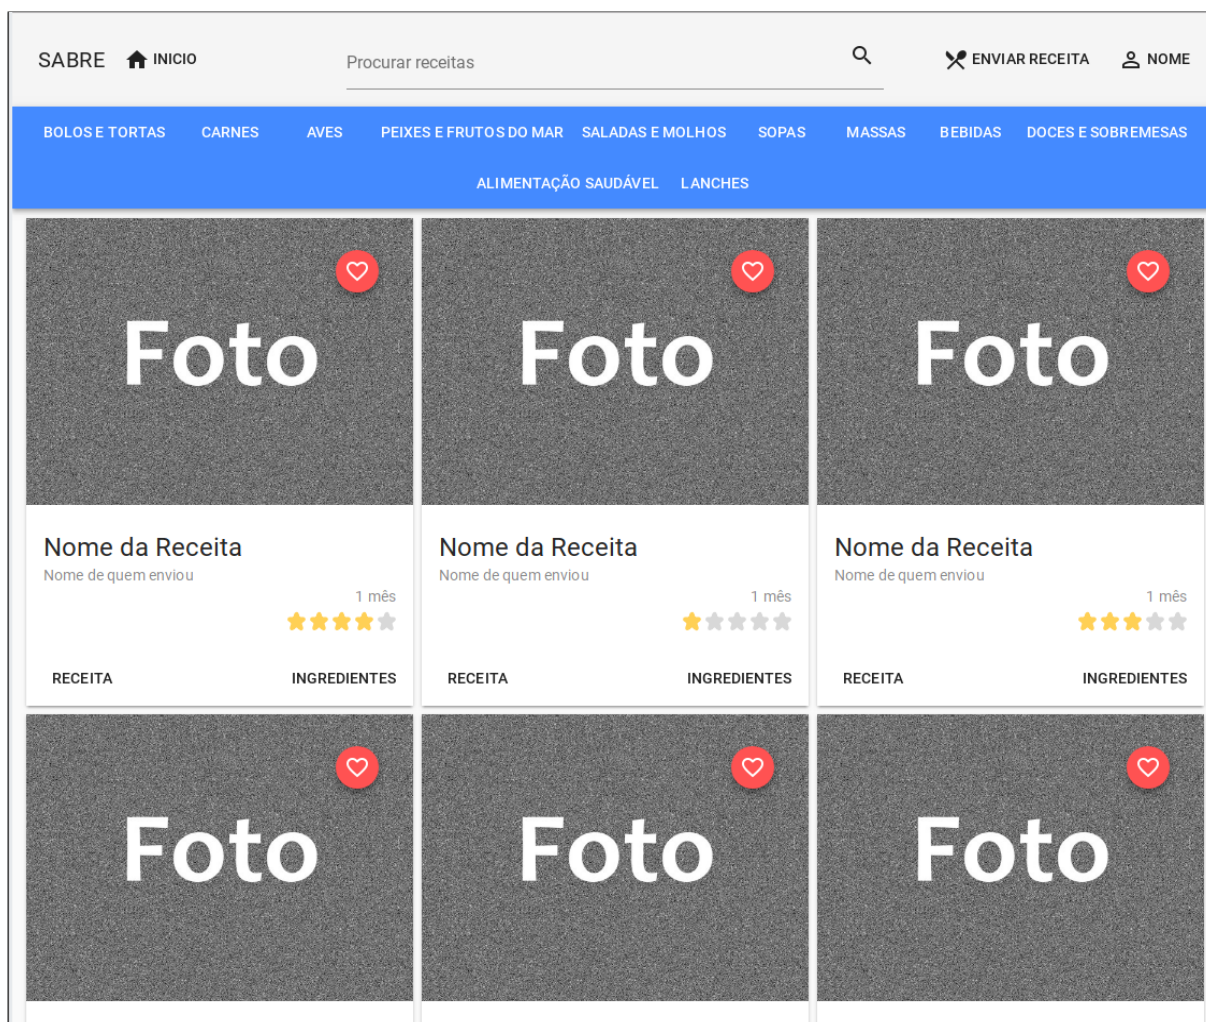 SABRE INICIO Procurar receitas ENVIAR RECEITA NOME
BOLOS E TORTAS CARNES AVES PEIXES E FRUTOS DO MAR SALADAS E MOLHOS SOPAS MASSAS BEBIDAS DOCES E SOBREMESAS
ALIMENTAÇÃO SAUDÁVEL LANCHES
Foto Foto Foto
Nome da Receita Nome da Receita Nome da Receita
Nome de quem enviou Nome de quem enviou Nome de quem enviou
1 mês 1 mês 1 mês
RECEITA INGREDIENTES RECEITA INGREDIENTES RECEITA INGREDIENTES
Foto Foto Foto